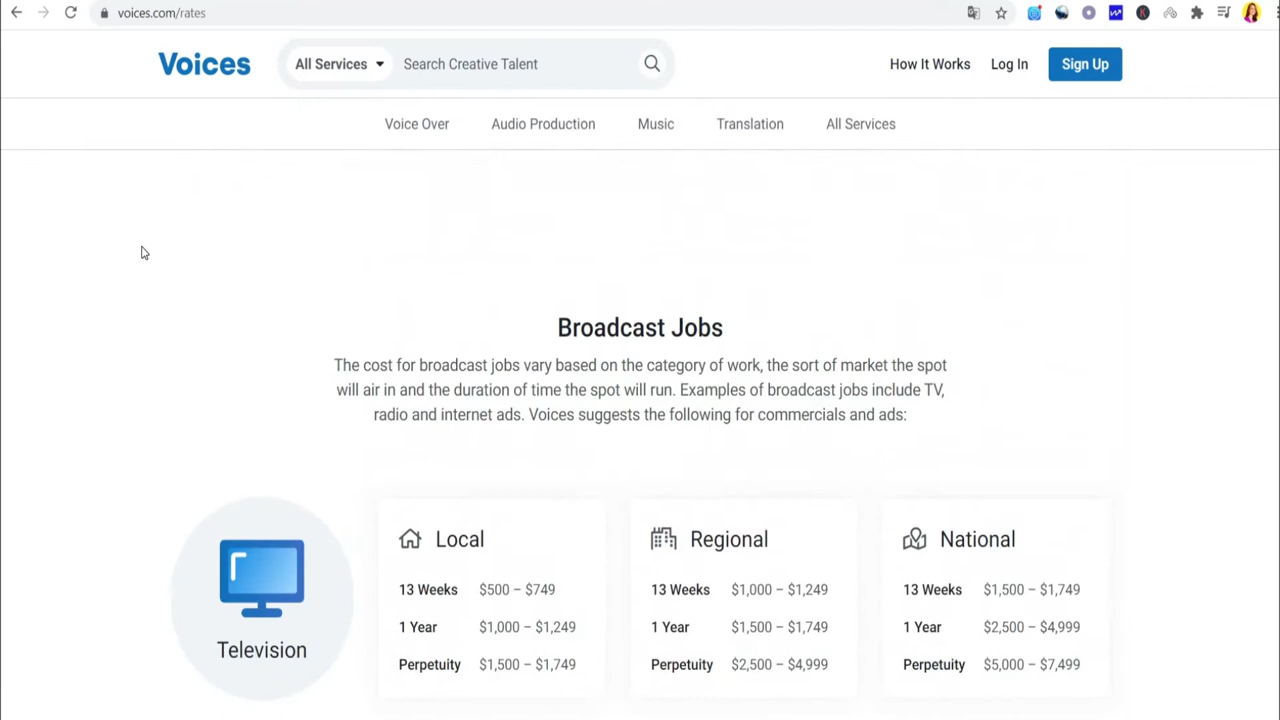 voices.com/rates
Voices All Services Search Creative Talent How It Works Log In Sign Up
Voice Over Audio Production Music Translation All Services
Broadcast Jobs
The cost for broadcast jobs vary based on the category of work, the sort of market the spot
will air in and the duration of time the spot will run. Examples of broadcast jobs include TV,
radio and internet ads. Voices suggests the following for commercials and ads:
Television
Local
13 Weeks $500 – $749
1 Year $1,000 – $1,249
Perpetuity $1,500 – $1,749
Regional
13 Weeks $1,000 – $1,249
1 Year $1,500 – $1,749
Perpetuity $2,500 – $4,999
National
13 Weeks $1,500 – $1,749
1 Year $2,500 – $4,999
Perpetuity $5,000 – $7,499